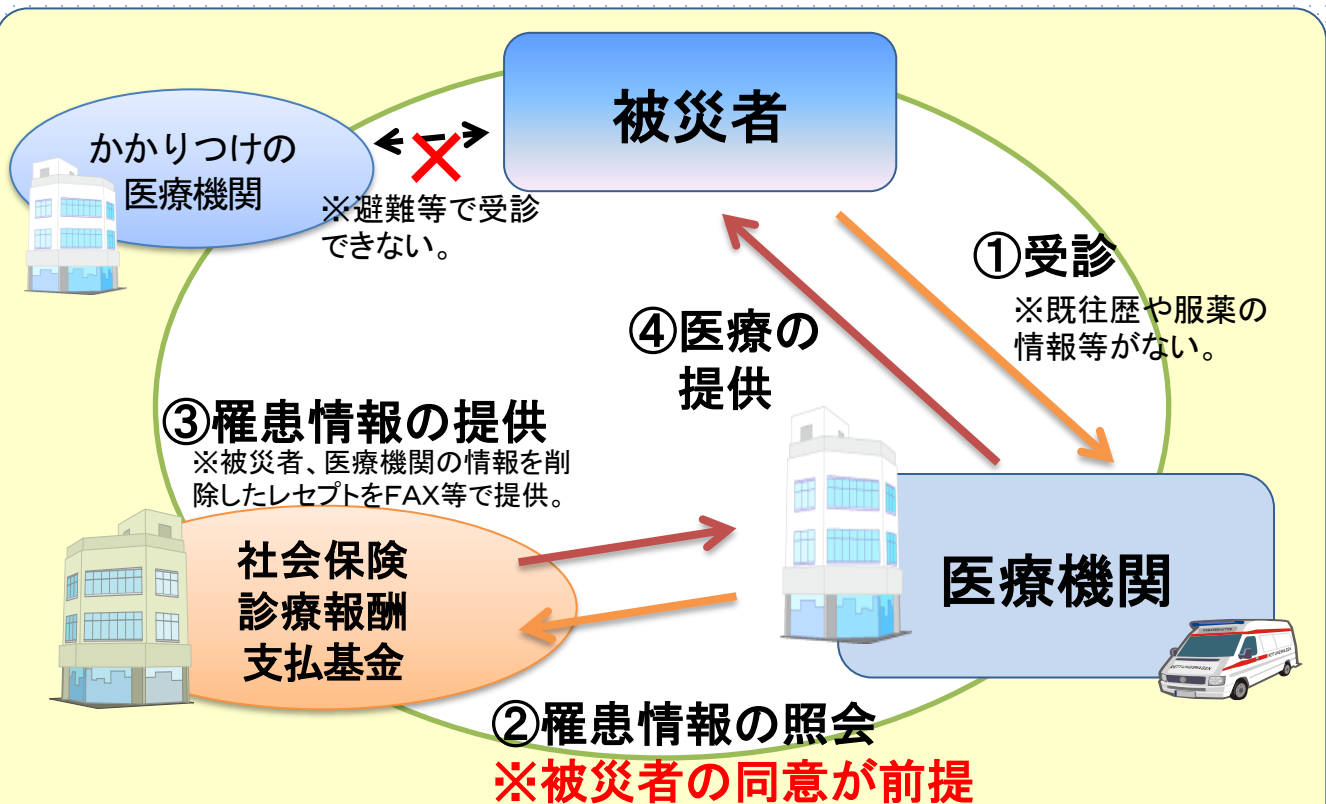 被災者
かかりつけの
医療機関
※避難等で受診
できない。
①受診
※既往歴や服薬の
情報等がない。
④医療の
提供
③罹患情報の提供
※被災者、医療機関の情報を削
除したレセプトをFAX等で提供。
社会保険
診療報酬
支払基金
医療機関
②罹患情報の照会
※被災者の同意が前提